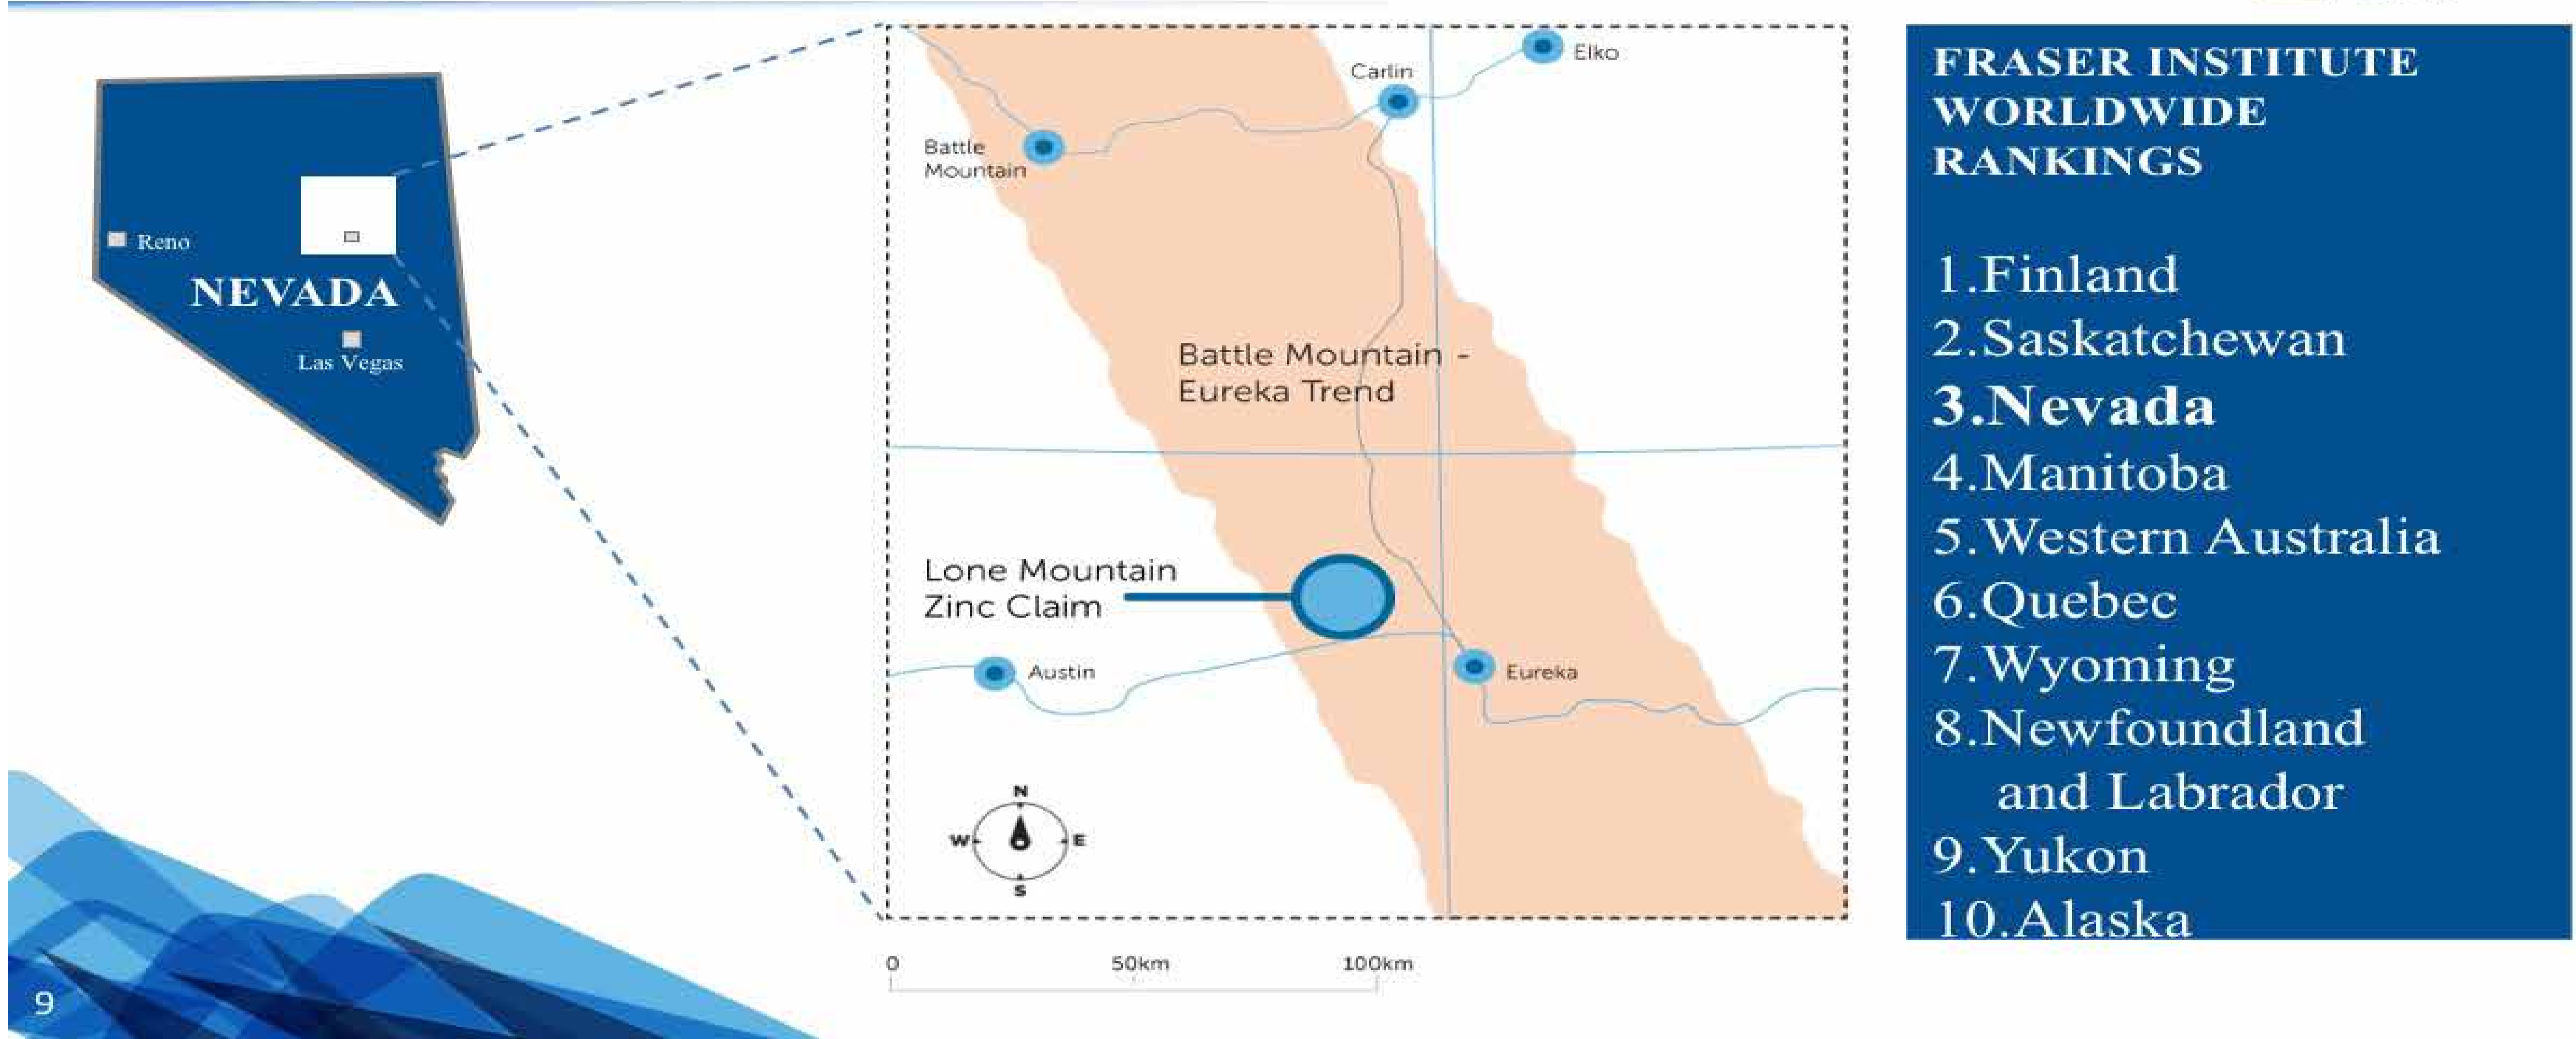 Reno
NEVADA
Las Vegas
Elko
Carlin
Battle
Mountain
Battle Mountain -
Eureka Trend
Lone Mountain
Zinc Claim
Austin
Eureka
N
W
E
S
0
50km
100km
9
FRASER INSTITUTE
WORLDWIDE
RANKINGS
1.Finland
2.Saskatchewan
3.Nevada
4.Manitoba
5.Western Australia
6.Quebec
7.Wyoming
8.Newfoundland
and Labrador
9.Yukon
10.Alaska